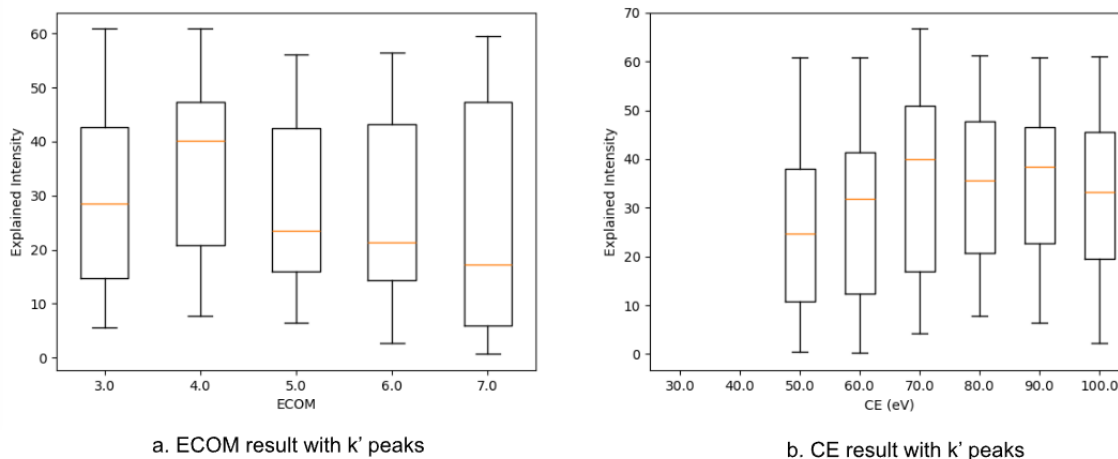 60
50
40
30
20
10
0
Explained Intensity
3.0 4.0 5.0 6.0 7.0
ECOM
a. ECOM result with k' peaks
70
60
50
40
30
20
10
0
Explained Intensity
30.0 40.0 50.0 60.0 70.0 80.0 90.0 100.0
CE (eV)
b. CE result with k' peaks